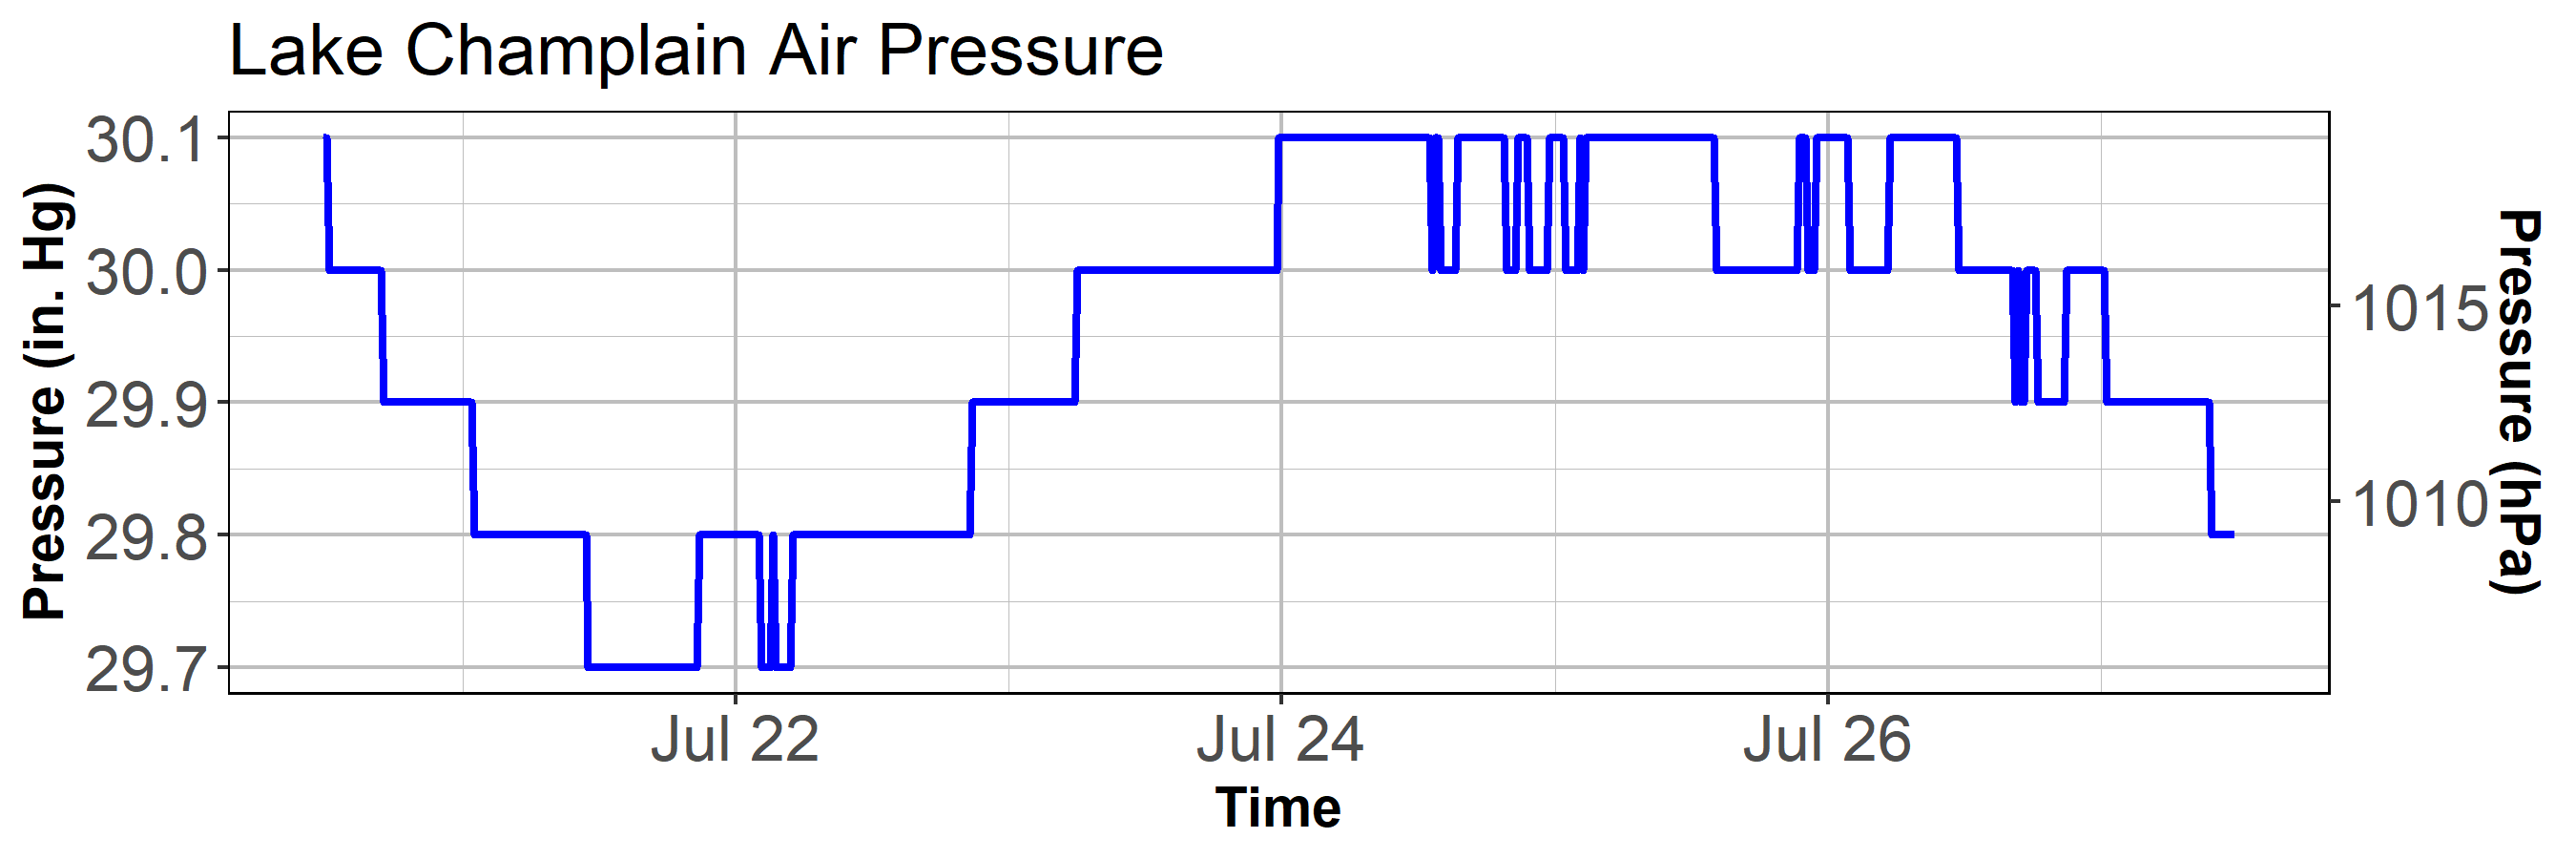 Lake Champlain Air Pressure
Pressure (in. Hg)
30.1
30.0
29.9
29.8
29.7
1015
1010
Pressure (hPa)
Jul 22
Jul 24
Jul 26
Time